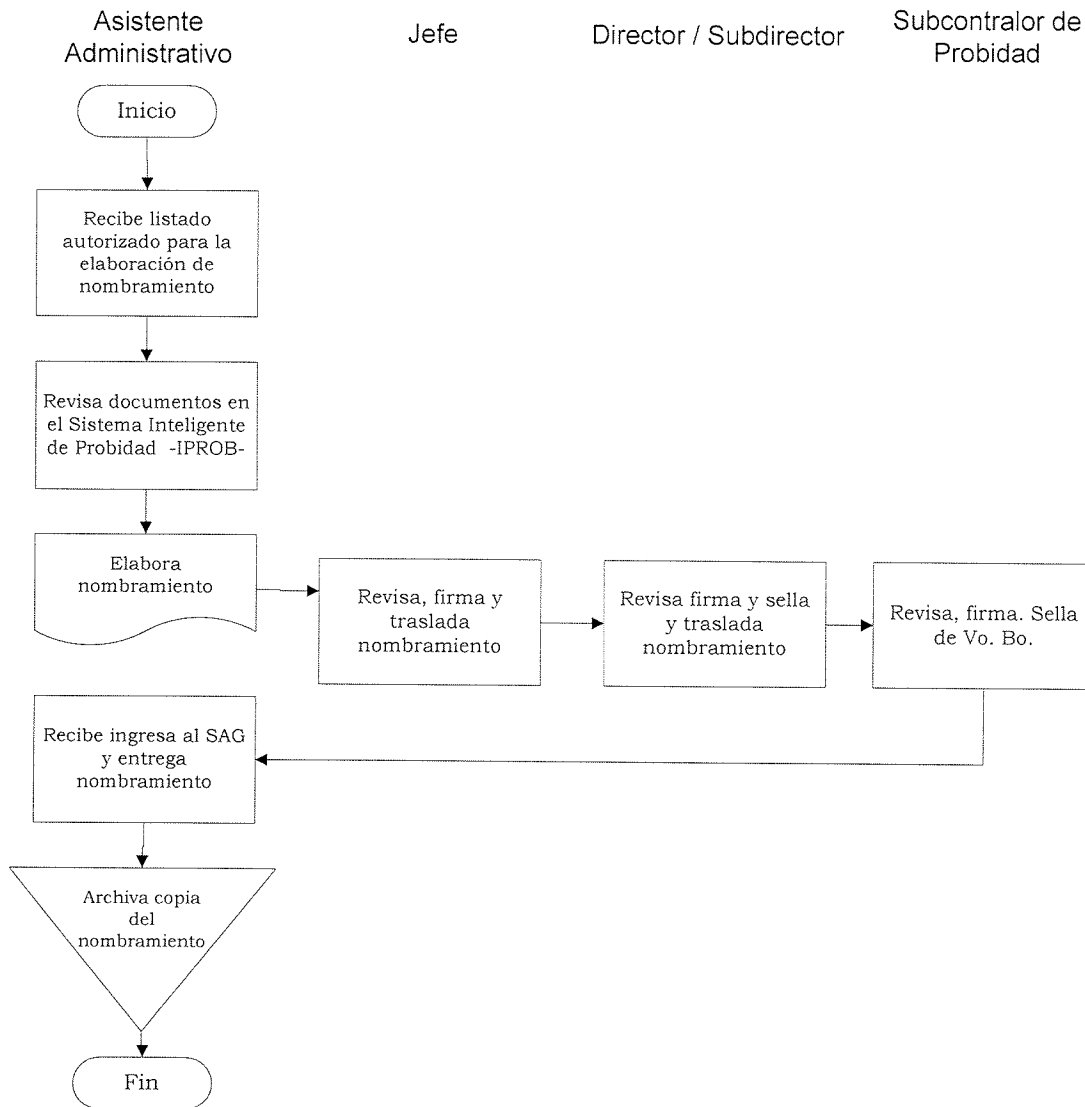 Asistente
Administrativo
Jefe
Director / Subdirector
Subcontralor de
Probidad
Inicio
Recibe listado
autorizado para la
elaboración de
nombramiento
Revisa documentos en
el Sistema Inteligente
de Probidad -IPROB-
Elabora
nombramiento
Revisa, firma y
traslada
nombramiento
Revisa firma y sella
y traslada
nombramiento
Revisa, firma. Sella
de Vo. Bo.
Recibe ingresa al SAG
y entrega
nombramiento
Archiva copia
del
nombramiento
Fin